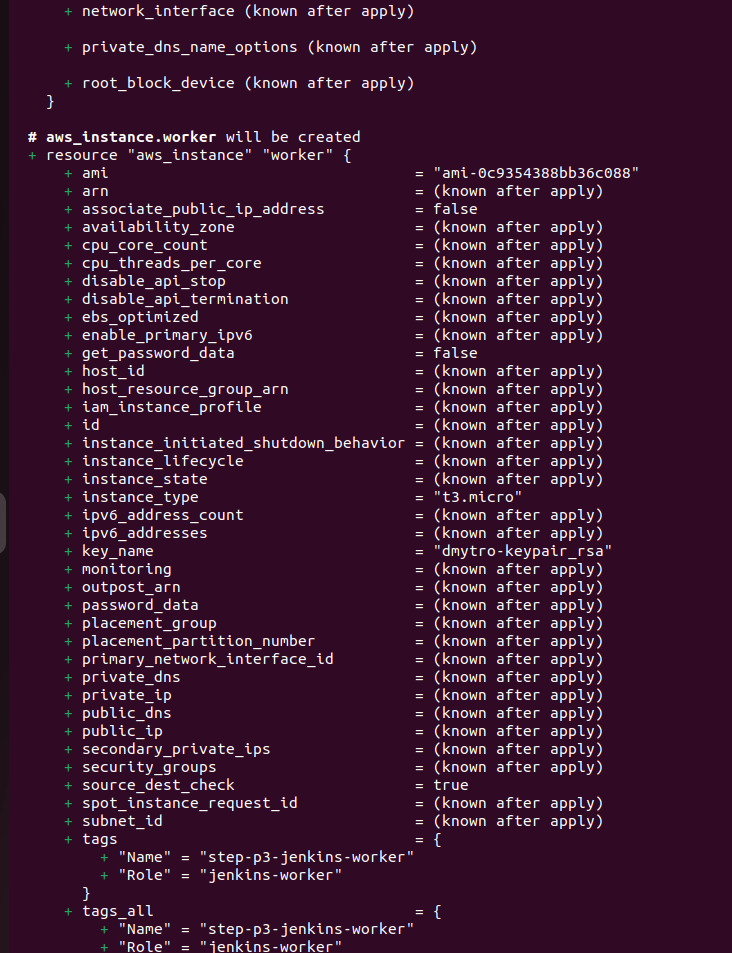 + network_interface (known after apply)
+ private_dns_name_options (known after apply)
+ root_block_device (known after apply)
}
# aws_instance.worker will be created
+ resource "aws_instance" "worker" {
+ ami = "ami-0c9354388bb36c088"
+ arn = (known after apply)
+ associate_public_ip_address = false
+ availability_zone = (known after apply)
+ cpu_core_count = (known after apply)
+ cpu_threads_per_core = (known after apply)
+ disable_api_stop = (known after apply)
+ disable_api_termination = (known after apply)
+ ebs_optimized = (known after apply)
+ enable_primary_ipv6 = (known after apply)
+ get_password_data = false
+ host_id = (known after apply)
+ host_resource_group_arn = (known after apply)
+ iam_instance_profile = (known after apply)
+ id = (known after apply)
+ instance_initiated_shutdown_behavior = (known after apply)
+ instance_lifecycle = (known after apply)
+ instance_state = (known after apply)
+ instance_type = "t3.micro"
+ ipv6_address_count = (known after apply)
+ ipv6_addresses = (known after apply)
+ key_name = "dmytro-keypair_rsa"
+ monitoring = (known after apply)
+ outpost_arn = (known after apply)
+ password_data = (known after apply)
+ placement_group = (known after apply)
+ placement_partition_number = (known after apply)
+ primary_network_interface_id = (known after apply)
+ private_dns = (known after apply)
+ private_ip = (known after apply)
+ public_dns = (known after apply)
+ public_ip = (known after apply)
+ secondary_private_ips = (known after apply)
+ security_groups = (known after apply)
+ source_dest_check = true
+ spot_instance_request_id = (known after apply)
+ subnet_id = (known after apply)
+ tags = {
+ "Name" = "step-p3-jenkins-worker"
+ "Role" = "jenkins-worker"
}
+ tags_all = {
+ "Name" = "step-p3-jenkins-worker"
+ "Role" = "jenkins-worker"